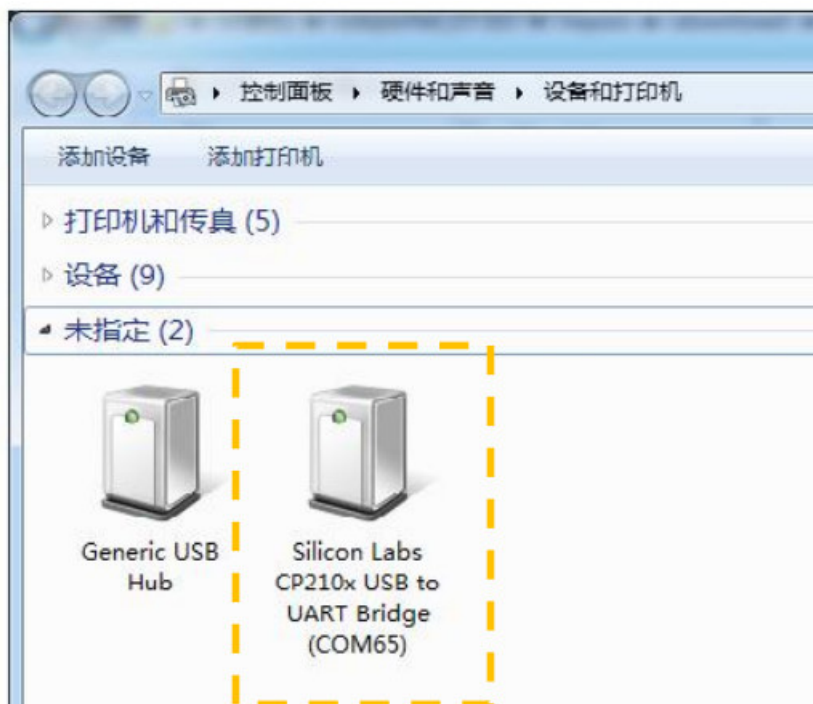 控制面板 硬件和声音 设备和打印机
添加设备 添加打印机
打印机和传真 (5)
设备 (9)
未指定 (2)
Generic USB
Hub
Silicon Labs
CP210x USB to
UART Bridge
(COM65)